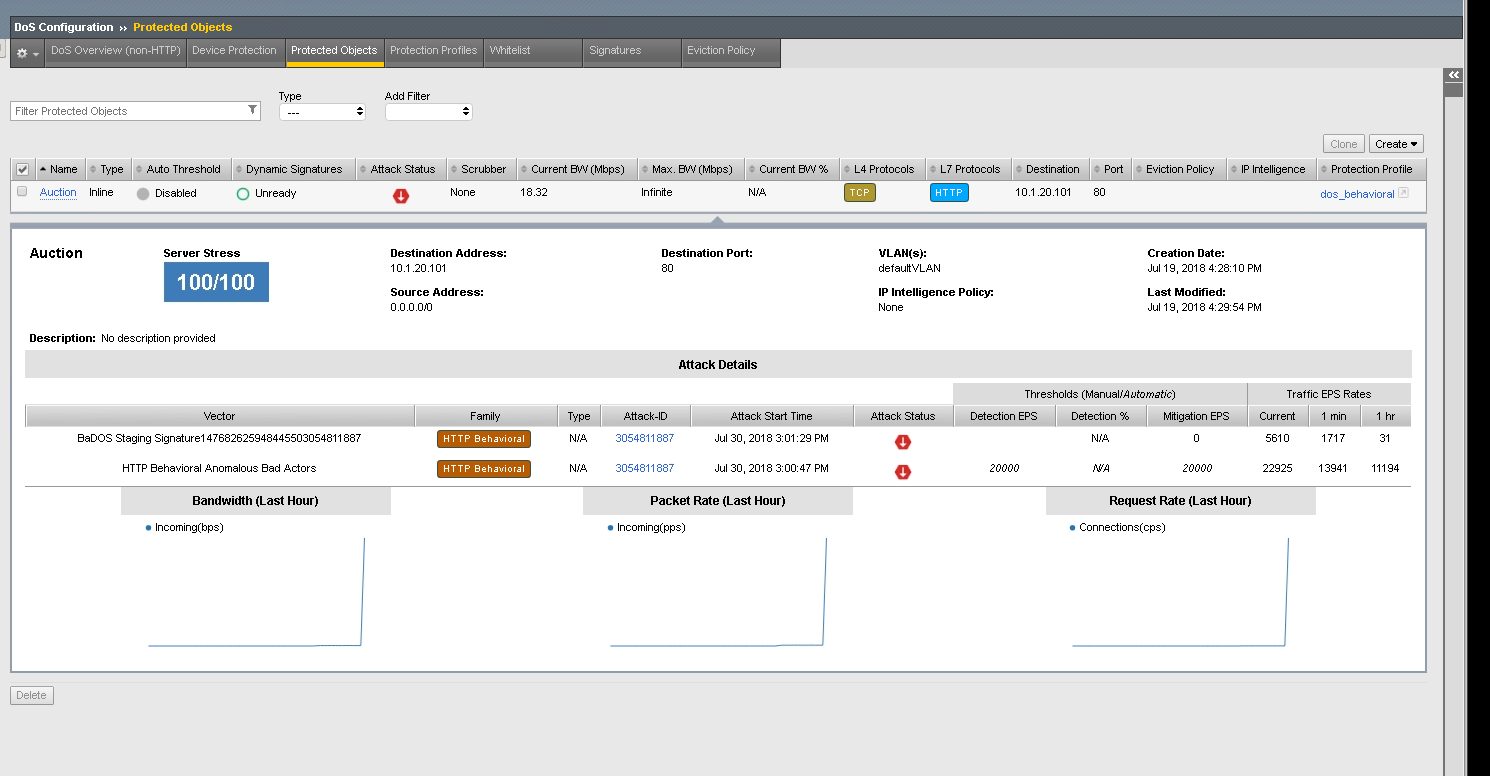 DoS Configuration ›› Protected Objects
DoS Overview (non-HTTP) Device Protection Protected Objects Protection Profiles Whitelist Signatures Eviction Policy
Type Add Filter
Filter Protected Objects ---
Clone Create
Name Type Auto Threshold Dynamic Signatures Attack Status Scrubber Current BW (Mbps) Max. BW (Mbps) Current BW % L4 Protocols L7 Protocols Destination Port Eviction Policy IP Intelligence Protection Profile
Auction Inline Disabled Unready None 18.32 Infinite N/A TCP HTTP 10.1.20.101 80 dos_behavioral
Auction Server Stress Destination Address: Destination Port: VLAN(s): Creation Date:
100/100 10.1.20.101 80 defaultVLAN Jul 19, 2018 4:28:10 PM
Source Address: IP Intelligence Policy: Last Modified:
0.0.0.0/0 None Jul 19, 2018 4:29:54 PM
Description: No description provided
Attack Details
Thresholds (Manual/Automatic) Traffic EPS Rates
Vector Family Type Attack-ID Attack Start Time Attack Status Detection EPS Detection % Mitigation EPS Current 1 min 1 hr
BaDOS Staging Signature147682625948445503054811887 HTTP Behavioral N/A 3054811887 Jul 30, 2018 3:01:29 PM N/A 0 5610 1717 31
HTTP Behavioral Anomalous Bad Actors HTTP Behavioral N/A 3054811887 Jul 30, 2018 3:00:47 PM 20000 N/A 20000 22925 13941 11194
Bandwidth (Last Hour) Packet Rate (Last Hour) Request Rate (Last Hour)
Incoming(bps) Incoming(pps) Connections(cps)
Delete